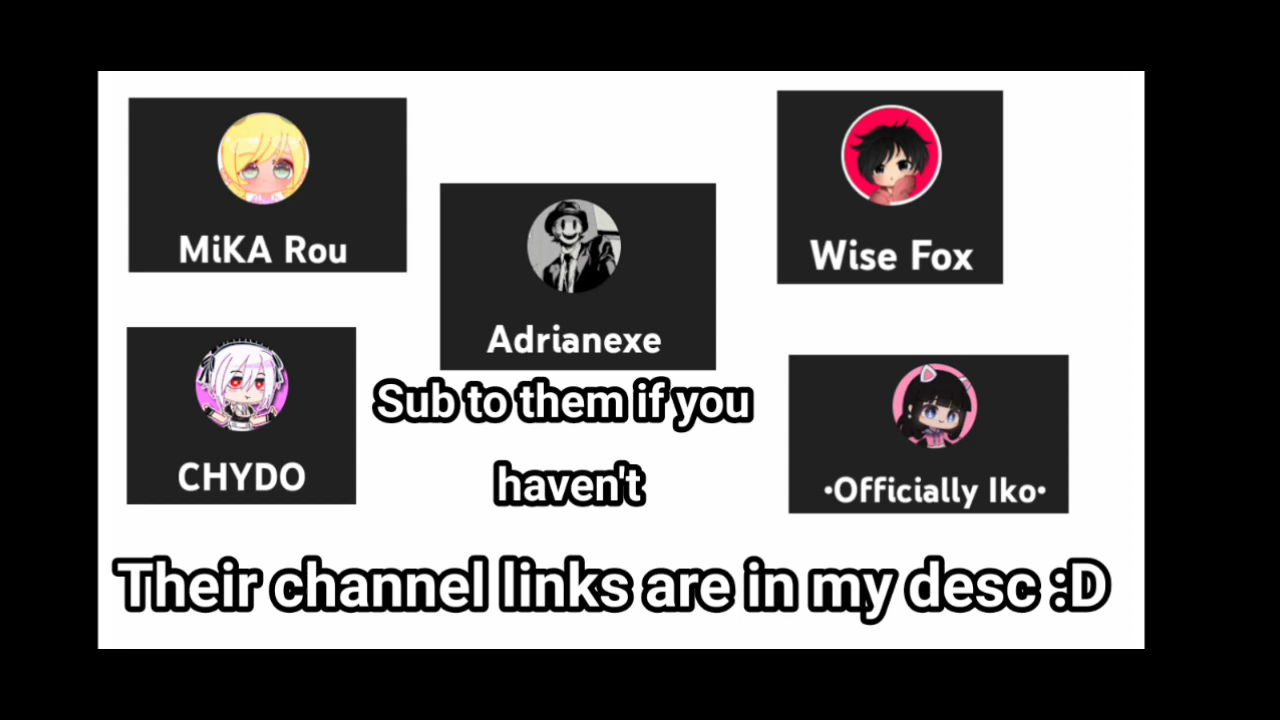 MiKA Rou
Wise Fox
Adrianexe
CHYDO
Sub to them if you
haven't
•Officially Iko•
Their channel links are in my desc :D